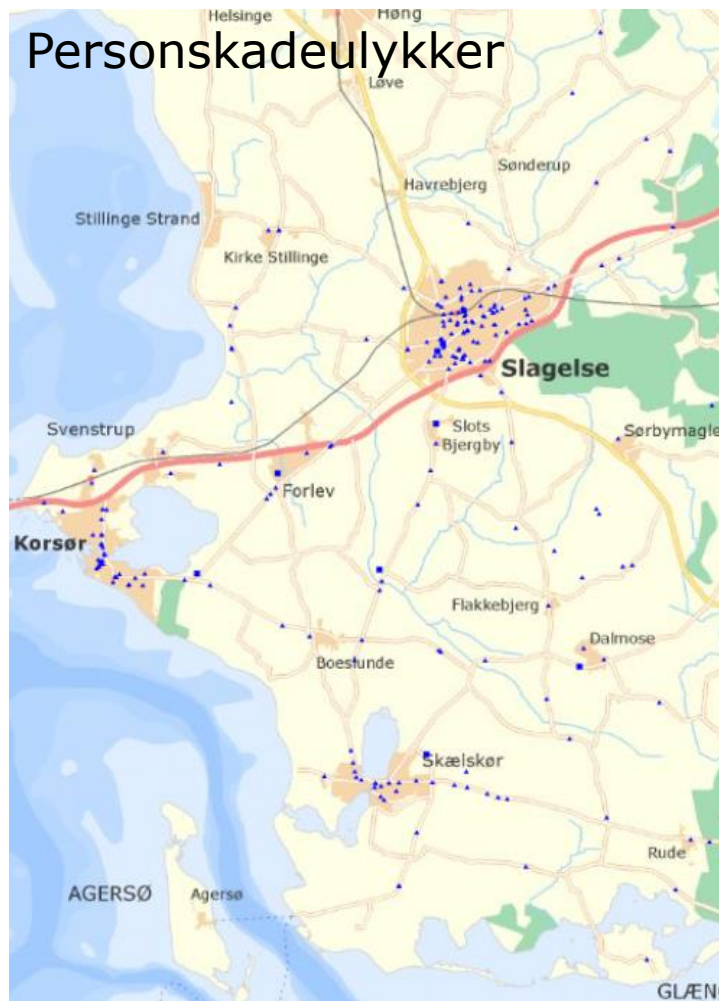 Helsinge
Høng
Personskadeulykker
Løve
Sønderup
Havrebjerg
Stillinge Strand
Kirke Stillinge
Slagelse
Svenstrup
Slots
Bjergby
Sørbymagle
Forlev
Korsør
Flakkebjerg
Dalmose
Boeslunde
Skælskør
Rude
AGERSØ
Agersø
GLÆN